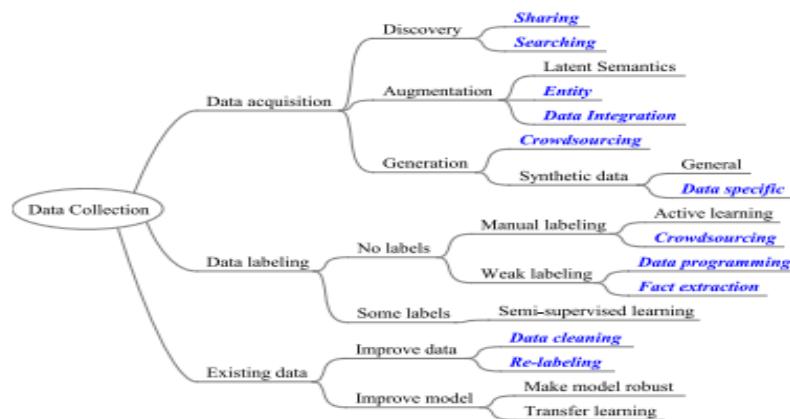 Data Collection
Data acquisition
Discovery
Sharing
Searching
Augmentation
Latent Semantics
Entity
Data Integration
Generation
Crowdsourcing
Synthetic data
General
Data specific
Data labeling
No labels
Manual labeling
Active learning
Crowdsourcing
Weak labeling
Data programming
Fact extraction
Some labels
Semi-supervised learning
Existing data
Improve data
Data cleaning
Re-labeling
Improve model
Make model robust
Transfer learning